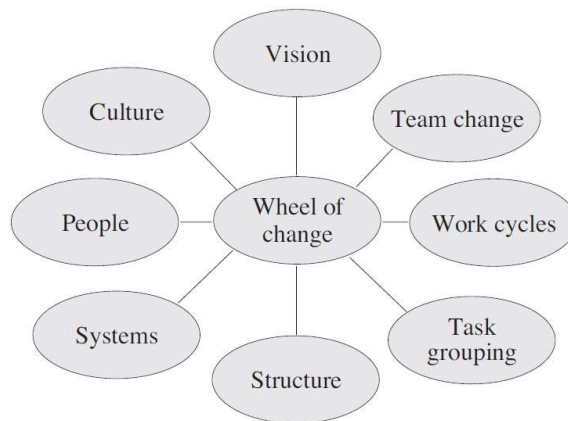 Vision
Culture
Team change
People
Wheel of
change
Work cycles
Systems
Task
grouping
Structure